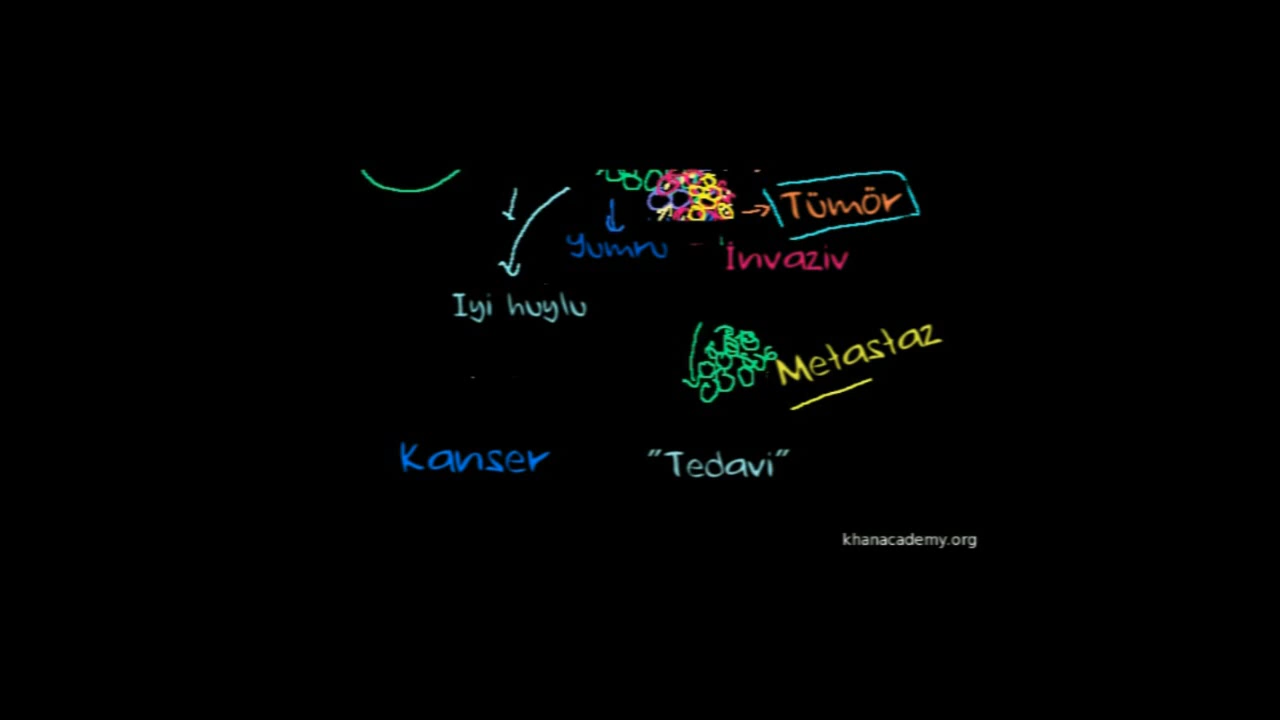 Tümör
Yumru
İnvaziv
Iyi huylu
Metastaz
Kanser "Tedavi"
khanacademy.org